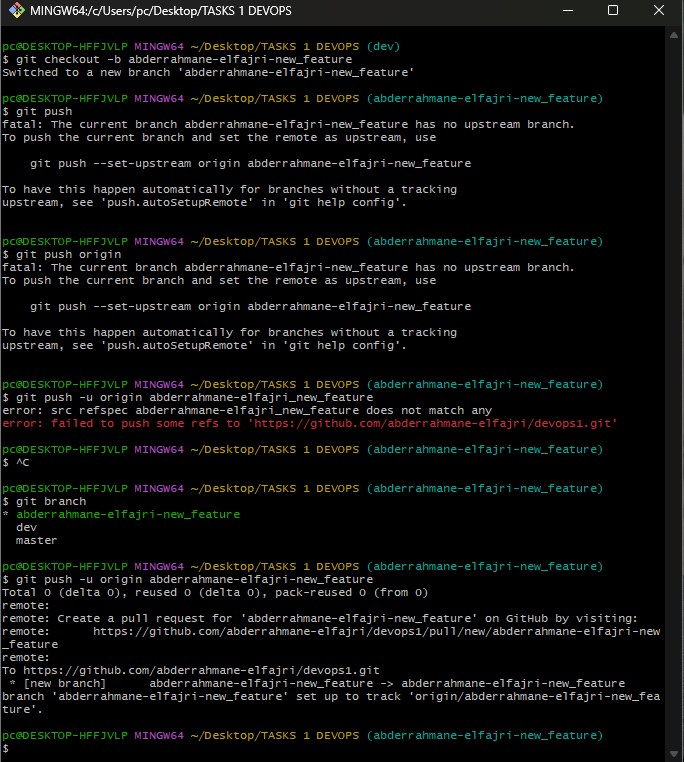 MINGW64:/c/Users/pc/Desktop/TASKS 1 DEVOPS
pc@DESKTOP-HFFJVLP MINGW64 ~/Desktop/TASKS 1 DEVOPS (dev)
$ git checkout -b abderrahmane-elfajri-new_feature
Switched to a new branch 'abderrahmane-elfajri-new_feature'
pc@DESKTOP-HFFJVLP MINGW64 ~/Desktop/TASKS 1 DEVOPS (abderrahmane-elfajri-new_feature)
$ git push
fatal: The current branch abderrahmane-elfajri-new_feature has no upstream branch.
To push the current branch and set the remote as upstream, use
    git push --set-upstream origin abderrahmane-elfajri-new_feature
To have this happen automatically for branches without a tracking
upstream, see 'push.autoSetupRemote' in 'git help config'.
pc@DESKTOP-HFFJVLP MINGW64 ~/Desktop/TASKS 1 DEVOPS (abderrahmane-elfajri-new_feature)
$ git push origin
fatal: The current branch abderrahmane-elfajri-new_feature has no upstream branch.
To push the current branch and set the remote as upstream, use
    git push --set-upstream origin abderrahmane-elfajri-new_feature
To have this happen automatically for branches without a tracking
upstream, see 'push.autoSetupRemote' in 'git help config'.
pc@DESKTOP-HFFJVLP MINGW64 ~/Desktop/TASKS 1 DEVOPS (abderrahmane-elfajri-new_feature)
$ git push -u origin abderrahmane-elfajri_new_feature
error: src refspec abderrahmane-elfajri_new_feature does not match any
error: failed to push some refs to 'https://github.com/abderrahmane-elfajri/devops1.git'
pc@DESKTOP-HFFJVLP MINGW64 ~/Desktop/TASKS 1 DEVOPS (abderrahmane-elfajri-new_feature)
$ ^C
pc@DESKTOP-HFFJVLP MINGW64 ~/Desktop/TASKS 1 DEVOPS (abderrahmane-elfajri-new_feature)
$ git branch
* abderrahmane-elfajri-new_feature
  dev
  master
pc@DESKTOP-HFFJVLP MINGW64 ~/Desktop/TASKS 1 DEVOPS (abderrahmane-elfajri-new_feature)
$ git push -u origin abderrahmane-elfajri-new_feature
Total 0 (delta 0), reused 0 (delta 0), pack-reused 0 (from 0)
remote:
remote: Create a pull request for 'abderrahmane-elfajri-new_feature' on GitHub by visiting:
remote:      https://github.com/abderrahmane-elfajri/devops1/pull/new/abderrahmane-elfajri-new
_feature
remote:
To https://github.com/abderrahmane-elfajri/devops1.git
 * [new branch]      abderrahmane-elfajri-new_feature -> abderrahmane-elfajri-new_feature
branch 'abderrahmane-elfajri-new_feature' set up to track 'origin/abderrahmane-elfajri-new_fea
ture'.
pc@DESKTOP-HFFJVLP MINGW64 ~/Desktop/TASKS 1 DEVOPS (abderrahmane-elfajri-new_feature)
$